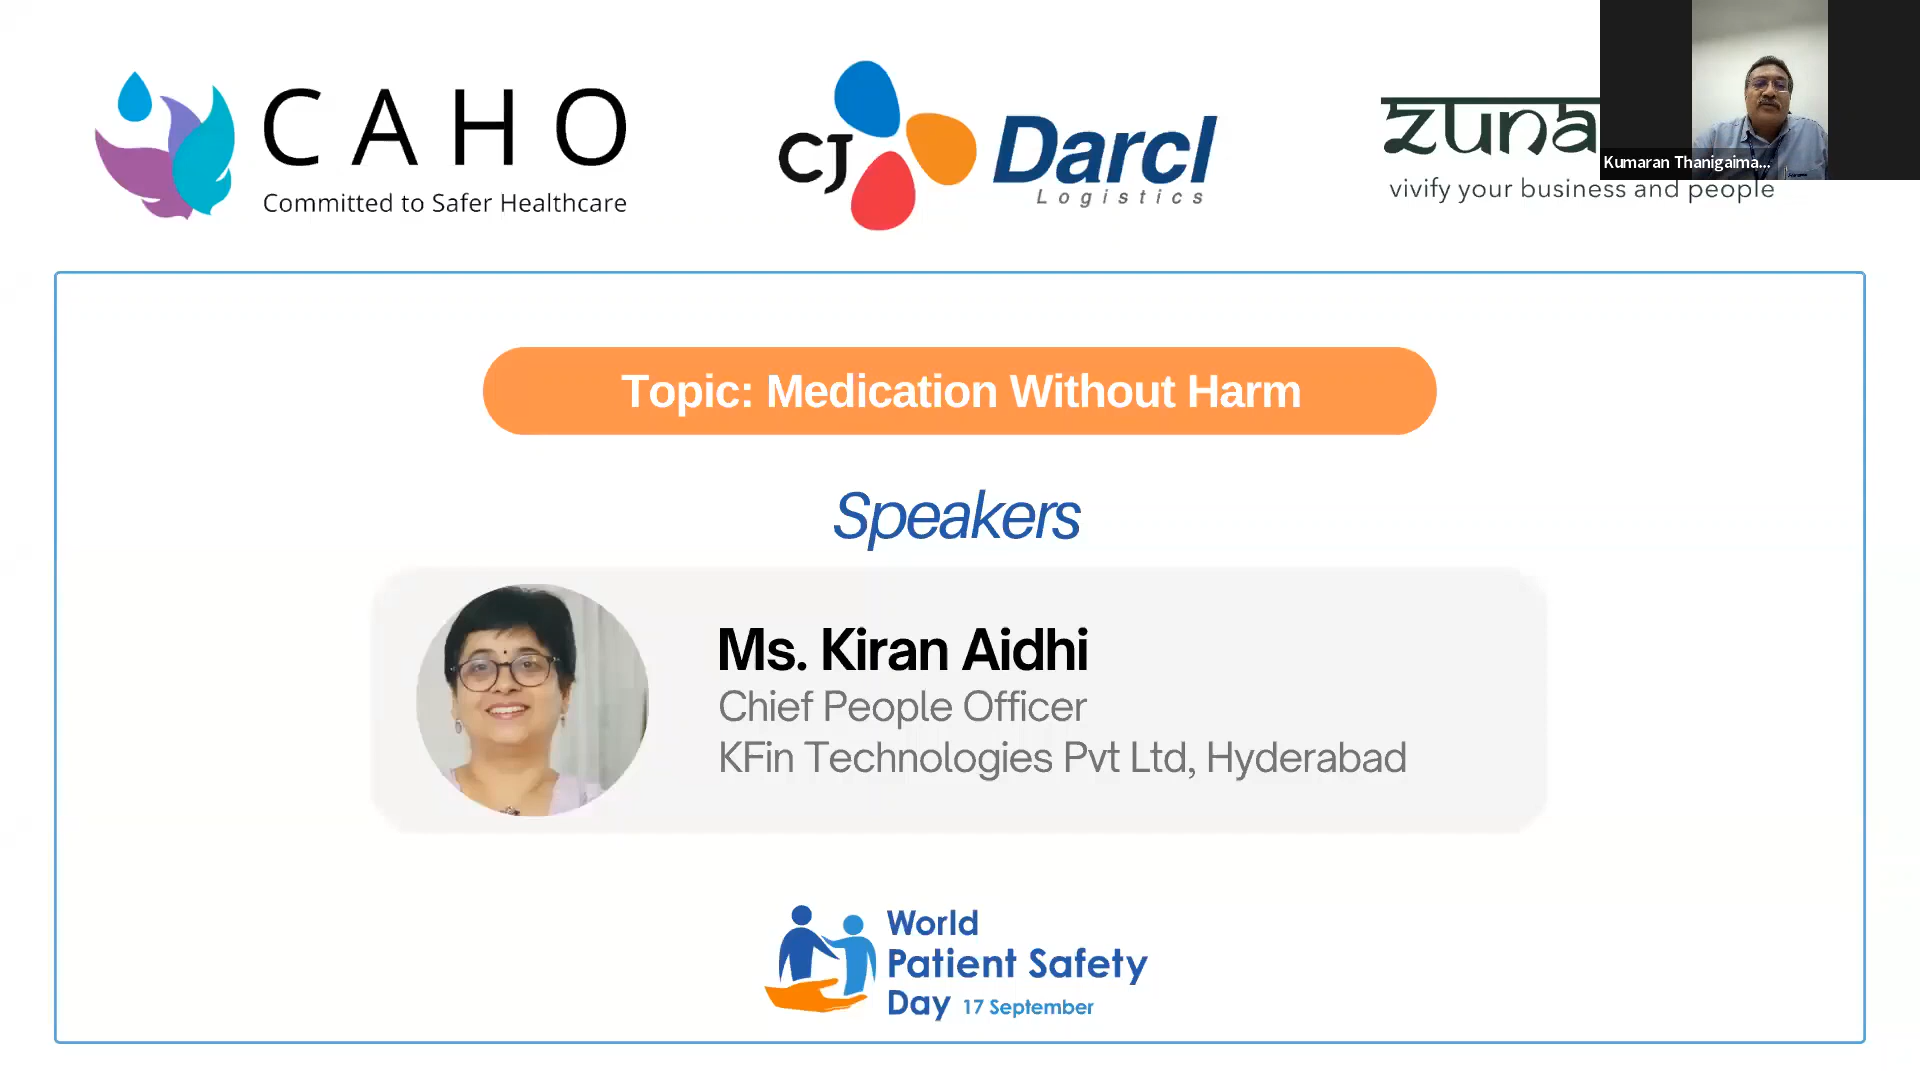 CAHO
Committed to Safer Healthcare
CJ Darcl
Logistics
zuna
vivify your business and people
Kumaran Thanigaima...
Topic: Medication Without Harm
Speakers
Ms. Kiran Aidhi
Chief People Officer
KFin Technologies Pvt Ltd, Hyderabad
World
Patient Safety
Day 17 September